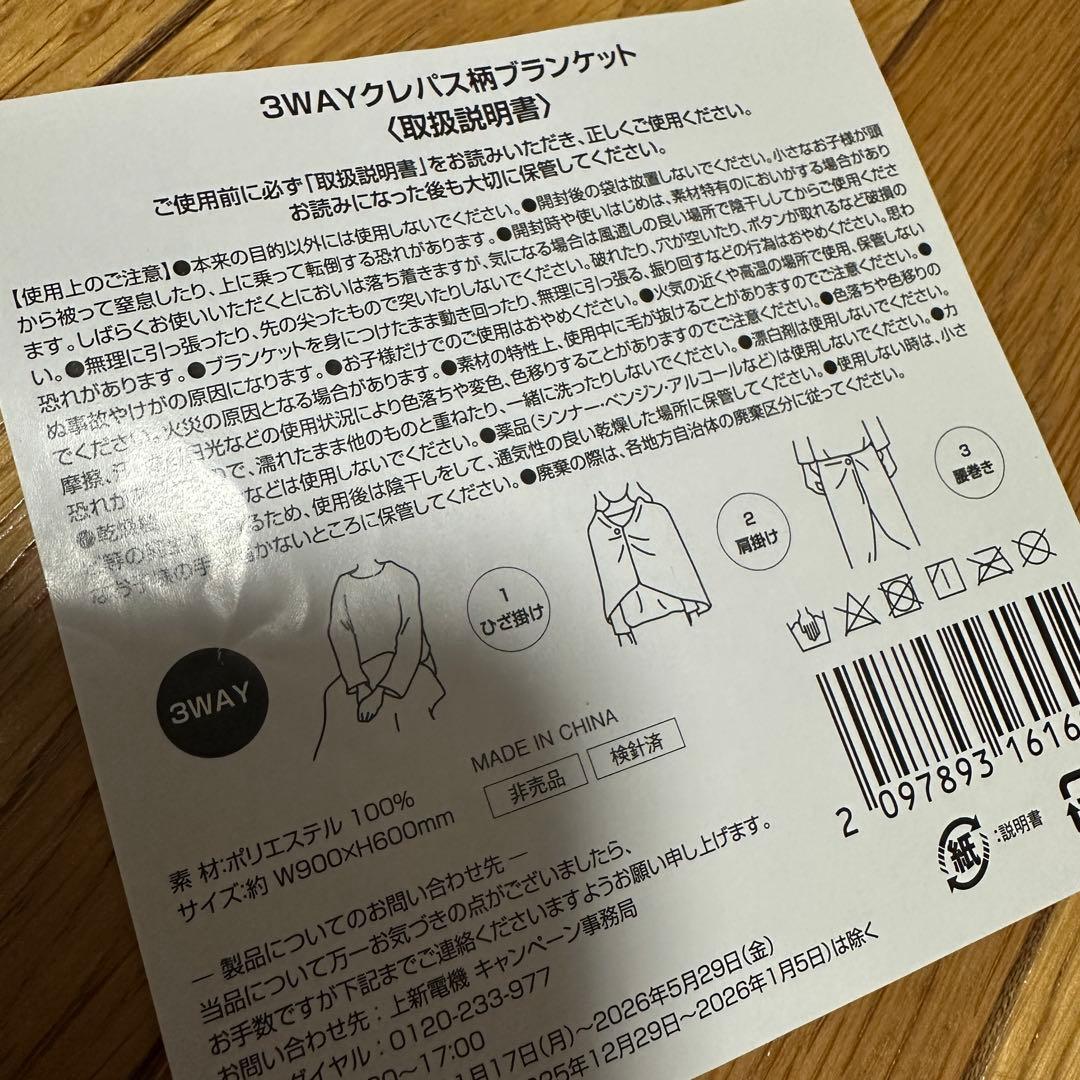 3WAYクレパス柄ブランケット
〈取扱説明書〉
ご使用前に必ず「取扱説明書」をお読みいただき、正しくご使用ください。
お読みになった後も大切に保管してください。
【使用上のご注意】●本来の目的以外には使用しないでください。●開封後の袋は放置しないでください。小さなお子様が頭
から被って窒息したり、上に乗って転倒する恐れがあります。●開封時や使いはじめは、素材特有のにおいがする場合があり
ます。しばらくお使いいただくとにおいは落ち着きますが、気になる場合は風通しの良い場所で陰干ししてからご使用くださ
い。●無理に引っ張ったり、先の尖ったもので突いたりしないでください。破れたり、穴が空いたり、ボタンが取れるなど破損の
恐れがあります。●ブランケットを身につけたまま動き回ったり、無理に引っ張る、振り回すなどの行為はおやめください。思わ
ぬ事故やけがの原因になります。●お子様だけでのご使用はおやめください。●火気の近くや高温の場所で使用、保管しない
でください。火災の原因となる場合があります。●素材の特性上、使用中に毛が抜けることがありますのでご注意ください。●
摩擦、日光などの使用状況により色落ちや変色、色移りすることがありますのでご注意ください。●色落ちや色移りの
恐れが ので、濡れたまま他のものと重ねたり、一緒に洗ったりしないでください。●漂白剤は使用しないでください。
●乾燥 などは使用しないでください。●薬品(シンナー・ベンジン・アルコールなど)は使用しないでください。●カ
ビ等の るため、使用後は陰干しをして、通気性の良い乾燥した場所に保管してください。●使用しない時は、小さ
なお子様の手 かないところに保管してください。●廃棄の際は、各地方自治体の廃棄区分に従ってください。
3WAY
1
ひざ掛け
2
肩掛け
3
腰巻き
MADE IN CHINA
非売品
検針済
素 材:ポリエステル 100%
サイズ:約 W900×H600mm
2 097893 1616
紙
:説明書
― 製品についてのお問い合わせ先 ―
当品について万一お気づきの点がございましたら、
お手数ですが下記までご連絡くださいますようお願い申し上げます。
お問い合わせ先：上新電機 キャンペーン事務局
ダイヤル：0120-233-977
～17:00
1月17日(月)～2026年5月29日(金)
25年12月29日～2026年1月5日)は除く